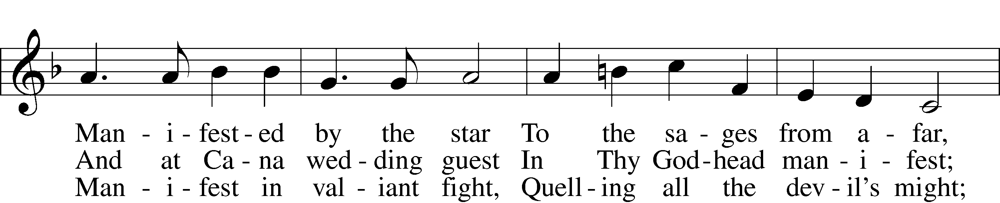 Man - i - fest - ed by the star To the sa - ges from a - far,
And at Ca - na wed - ding guest In Thy God - head man - i - fest;
Man - i - fest in val - iant fight, Quell - ing all the dev - il's might;